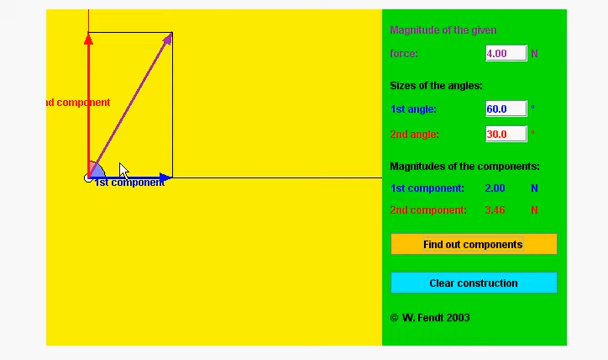 Magnitude of the given
force: 4.00 N
Sizes of the angles:
1st angle: 60.0 °
2nd angle: 30.0 °
Magnitudes of the components:
1st component: 2.00 N
2nd component: 3.46 N
Find out components
Clear construction
© W. Fendt 2003
nd component
1st component